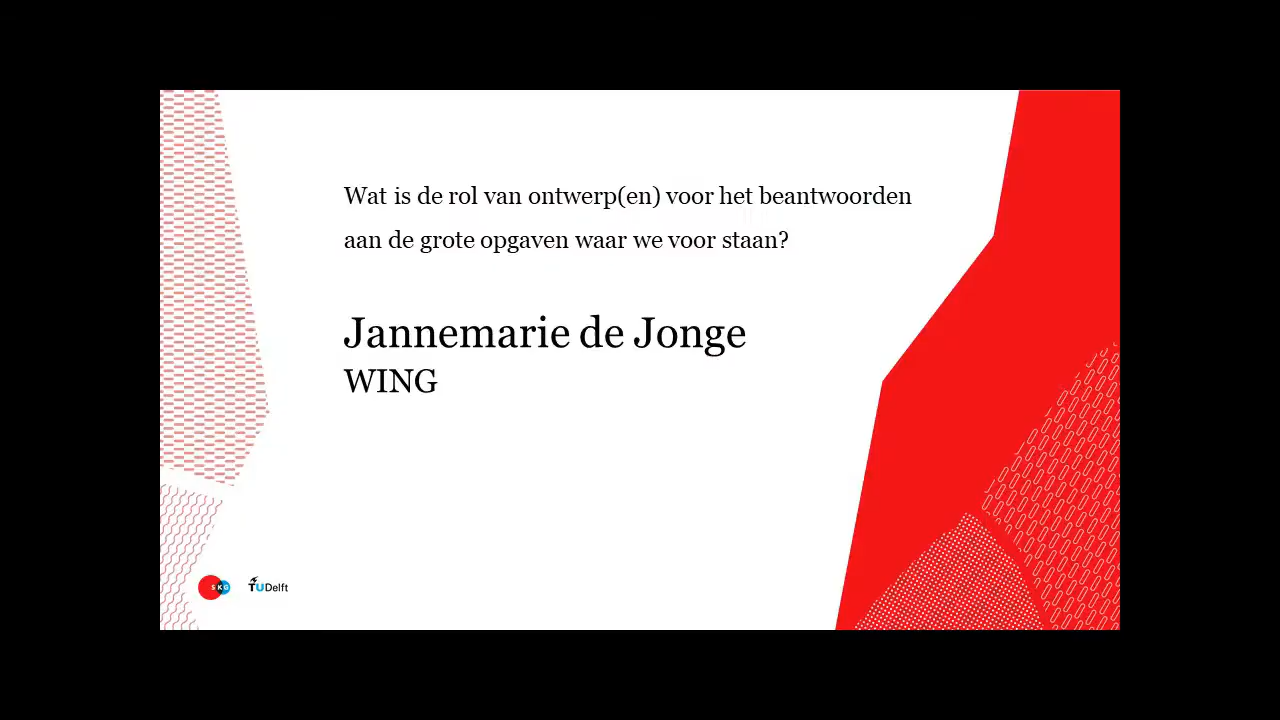 Wat is de rol van ontwerp(en) voor het beantwoorden
aan de grote opgaven waar we voor staan?
Jannemarie de Jonge
WING
SKG
TUDelft